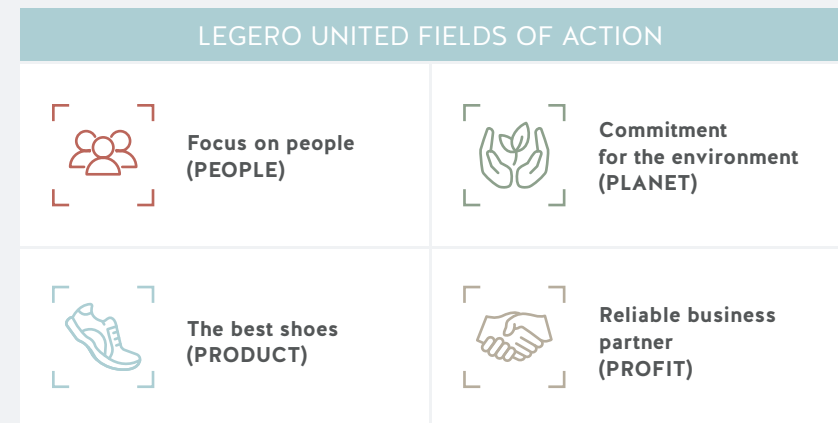 LEGERO UNITED FIELDS OF ACTION
Focus on people
(PEOPLE)
Commitment
for the environment
(PLANET)
The best shoes
(PRODUCT)
Reliable business
partner
(PROFIT)